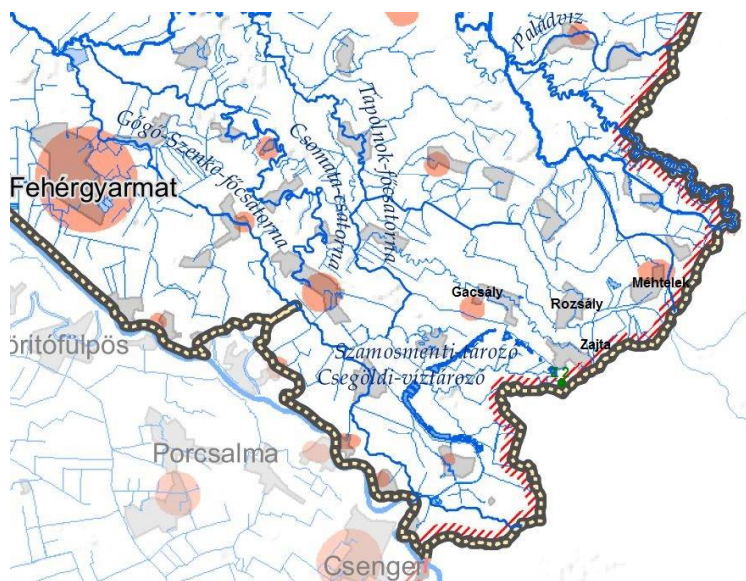 Paládvíz
Gőgő-Szenke-főcsatorna
Csomota-csatorna
Tapolnok-főcsatorna
Fehérgyarmat
Méhtelek
Gacsály
Rozsály
Zajta
öritófülpös
Szamosmenti-tározó
Csegöldi-víztározó
Porcsalma
Csenger